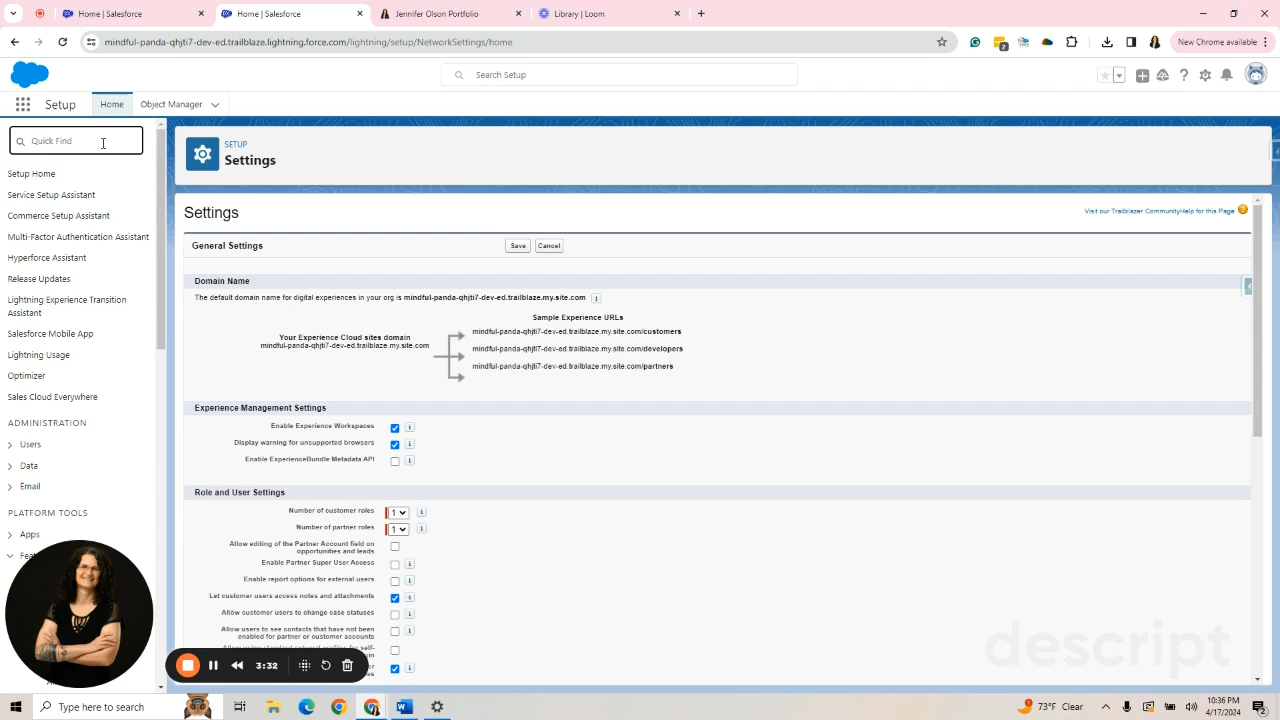 Home | Salesforce
Home | Salesforce
Jennifer Olson Portfolio
Library | Loom
mindful-panda-qhjti7-dev-ed.trailblaze.lightning.force.com/lightning/setup/NetworkSettings/home
2
New Chrome available
Search Setup
Setup
Home
Object Manager
Quick Find
Setup Home
Service Setup Assistant
Commerce Setup Assistant
Multi-Factor Authentication Assistant
Hyperforce Assistant
Release Updates
Lightning Experience Transition
Assistant
Salesforce Mobile App
Lightning Usage
Optimizer
Sales Cloud Everywhere
ADMINISTRATION
Users
Data
Email
PLATFORM TOOLS
Apps
SETUP
Settings
Settings
Visit our Trailblazer Community Help for this Page
General Settings
Save
Cancel
Domain Name
The default domain name for digital experiences in your org is mindful-panda-qhjti7-dev-ed.trailblaze.my.site.com
Sample Experience URLs
Your Experience Cloud sites domain
mindful-panda-qhjti7-dev-ed.trailblaze.my.site.com
mindful-panda-qhjti7-dev-ed.trailblaze.my.site.com/customers
mindful-panda-qhjti7-dev-ed.trailblaze.my.site.com/developers
mindful-panda-qhjti7-dev-ed.trailblaze.my.site.com/partners
Experience Management Settings
Enable Experience Workspaces
Display warning for unsupported browsers
Enable ExperienceBundle Metadata API
Role and User Settings
Number of customer roles
1
Number of partner roles
1
Allow editing of the Partner Account field on
opportunities and leads
Enable Partner Super User Access
Enable report options for external users
Let customer users access notes and attachments
Allow customer users to change case statuses
Allow users to see contacts that have not been
enabled for partner or customer accounts
Allow using standard external profiles for self-
3:32
descript
Type here to search
73°F Clear
10:36 PM
4/17/2024
2